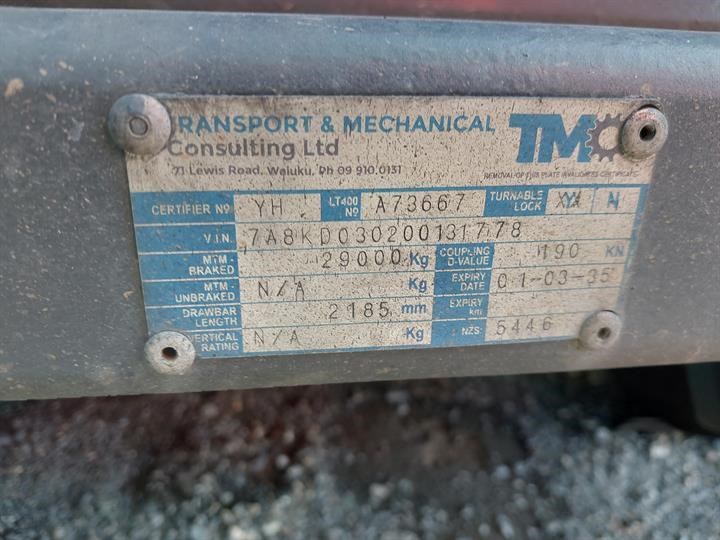 TRANSPORT & MECHANICAL TMC
Consulting Ltd
71 Lewis Road, Waiuku, Ph 09 910 0131
REMOVAL OF THIS PLATE INVALIDATES CERTIFICATE
CERTIFIER Nº YH LT400 Nº A73667 TURNABLE LOCK N
V.I.N. 7A8KD030200131778
MTM - BRAKED 29000 Kg COUPLING D-VALUE 190 KN
MTM - UNBRAKED N/A Kg EXPIRY DATE 01-03-35
DRAWBAR LENGTH 2185 mm EXPIRY km
VERTICAL RATING N/A Kg NZS: 5446